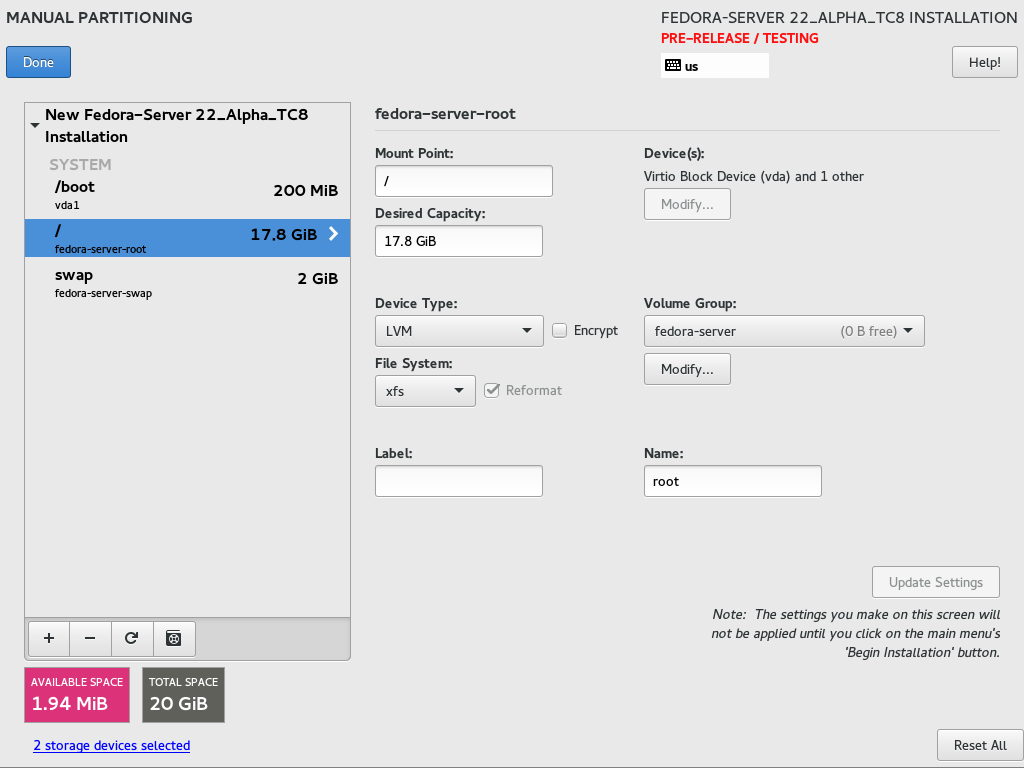 MANUAL PARTITIONING
FEDORA-SERVER 22_ALPHA_TC8 INSTALLATION
PRE-RELEASE / TESTING
Done
us
Help!
New Fedora-Server 22_Alpha_TC8
Installation
SYSTEM
/boot
200 MiB
vda1
/
17.8 GiB
fedora-server-root
swap
2 GiB
fedora-server-swap
+ −
AVAILABLE SPACE
1.94 MiB
TOTAL SPACE
20 GiB
2 storage devices selected
fedora-server-root
Mount Point:
/
Desired Capacity:
17.8 GiB
Device(s):
Virtio Block Device (vda) and 1 other
Modify...
Device Type:
LVM
Encrypt
File System:
xfs
Reformat
Volume Group:
fedora-server (0 B free)
Modify...
Label:
Name:
root
Update Settings
Note: The settings you make on this screen will
not be applied until you click on the main menu's
'Begin Installation' button.
Reset All